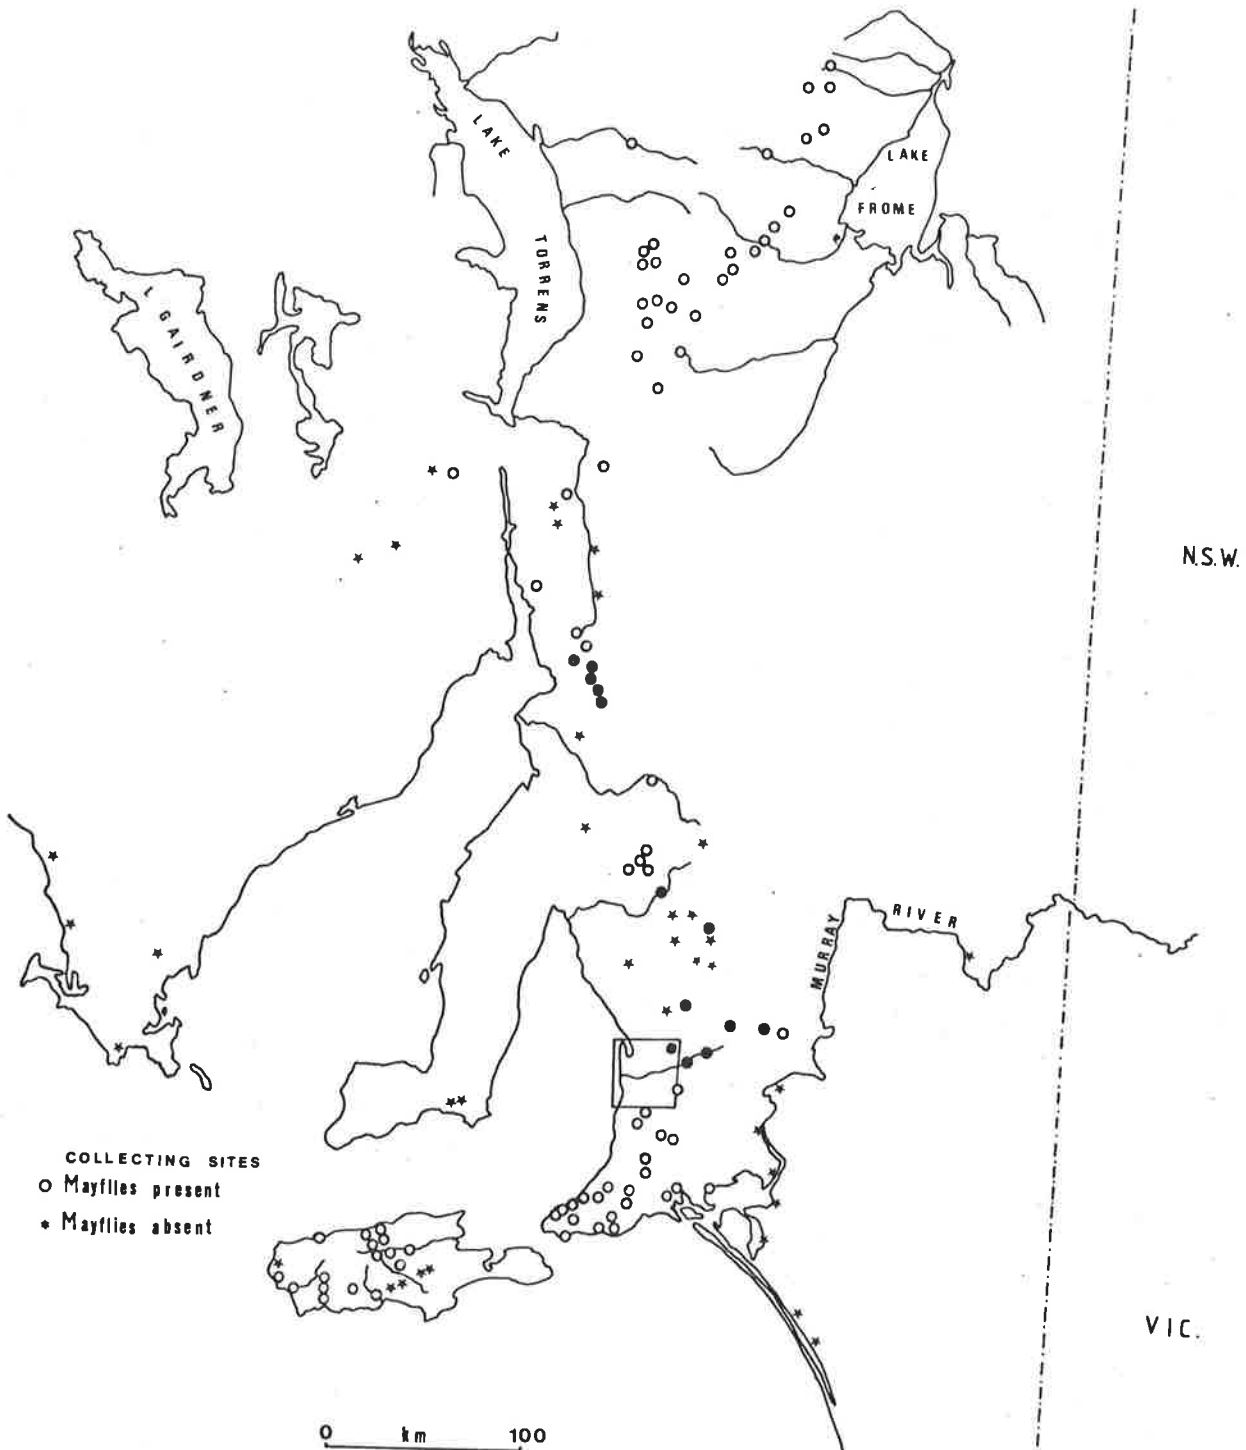 LAKE
TORRENS
LAKE
FROME
L GAIRDNER
N.S.W.
MURRAY
RIVER
COLLECTING SITES
Mayflies present
Mayflies absent
VIC.
0 km 100